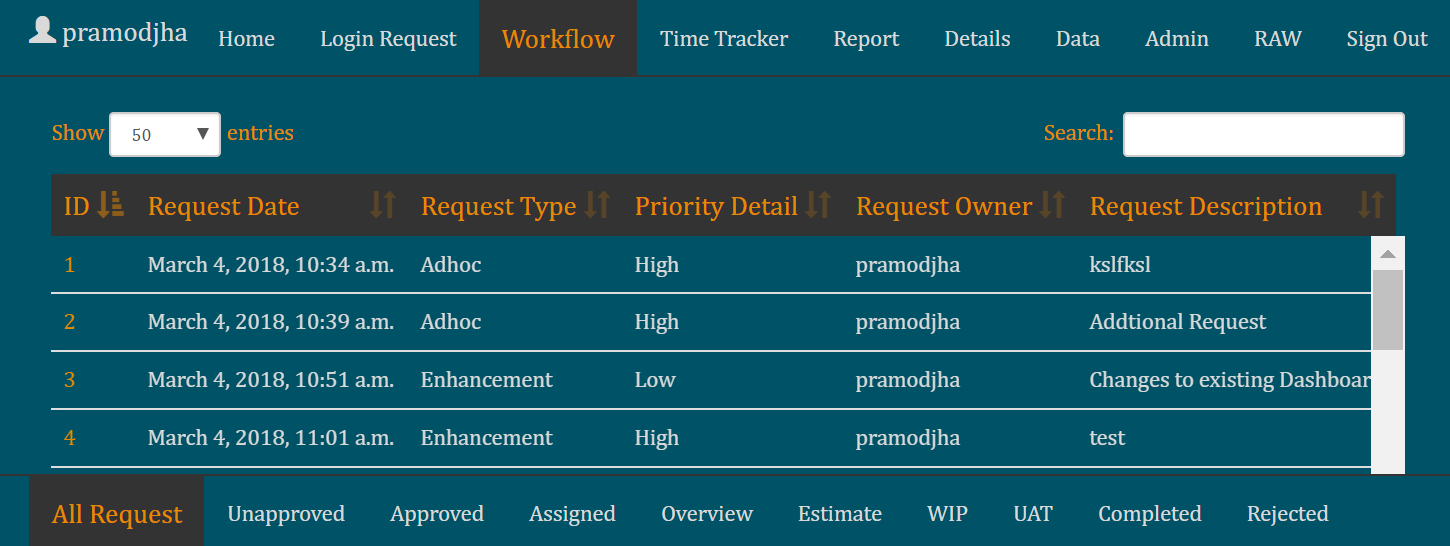 pramodjha Home Login Request Workflow Time Tracker Report Details Data Admin RAW Sign Out
Show 50 entries Search:
ID Request Date Request Type Priority Detail Request Owner Request Description
1 March 4, 2018, 10:34 a.m. Adhoc High pramodjha kslfksl
2 March 4, 2018, 10:39 a.m. Adhoc High pramodjha Addtional Request
3 March 4, 2018, 10:51 a.m. Enhancement Low pramodjha Changes to existing Dashboar
4 March 4, 2018, 11:01 a.m. Enhancement High pramodjha test
All Request Unapproved Approved Assigned Overview Estimate WIP UAT Completed Rejected